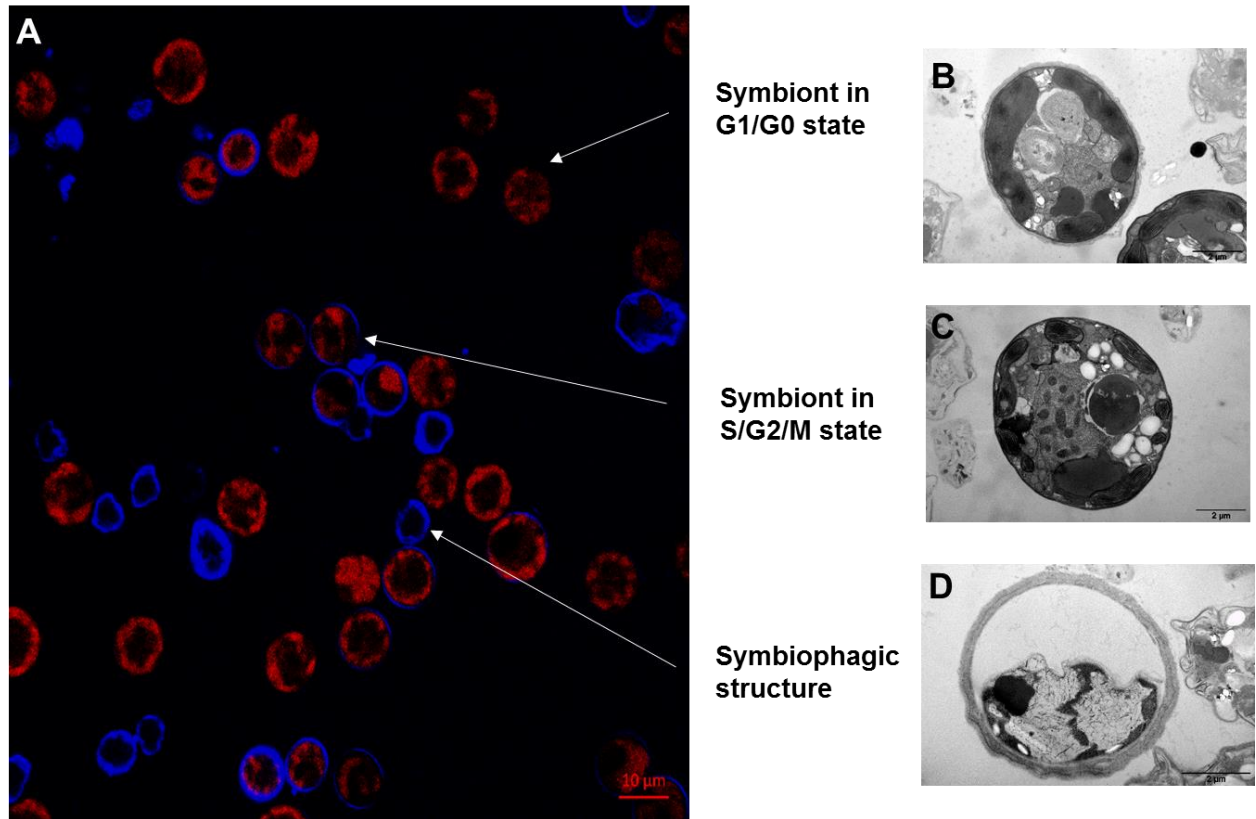 A
Symbiont in
G1/G0 state
B
2 µm
Symbiont in
S/G2/M state
C
2 µm
Symbiophagic
structure
D
2 µm
10 µm